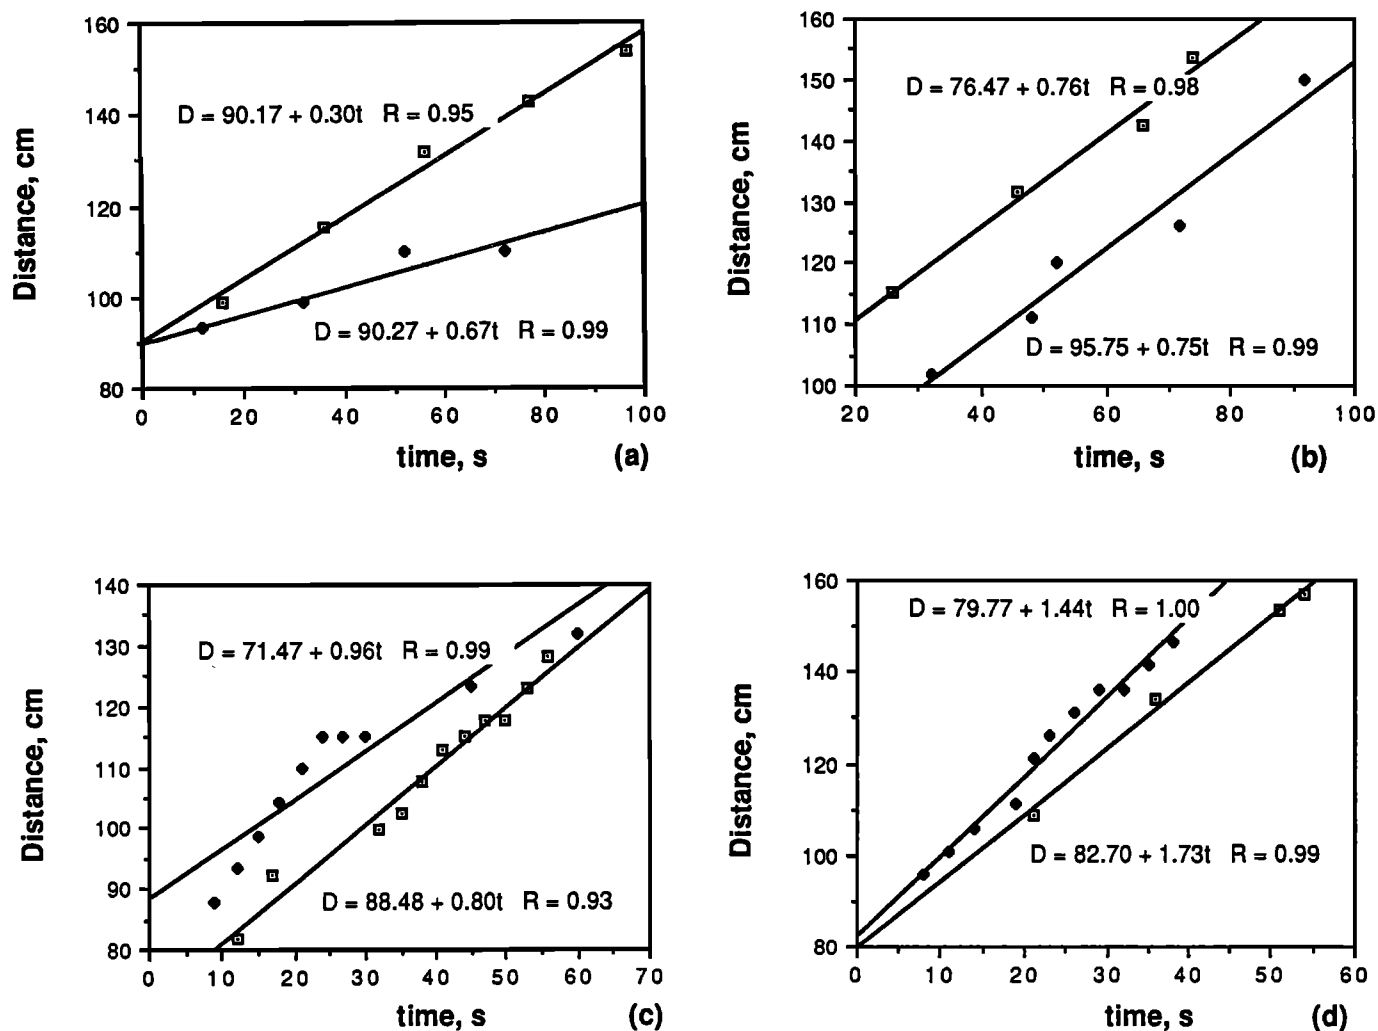 160
140
120
100
80
Distance, cm
D = 90.17 + 0.30t R = 0.95
D = 90.27 + 0.67t R = 0.99
0 20 40 60 80 100
time, s (a)
160
150
140
130
120
110
100
Distance, cm
D = 76.47 + 0.76t R = 0.98
D = 95.75 + 0.75t R = 0.99
20 40 60 80 100
time, s (b)
140
130
120
110
100
90
80
Distance, cm
D = 71.47 + 0.96t R = 0.99
D = 88.48 + 0.80t R = 0.93
0 10 20 30 40 50 60 70
time, s (c)
160
140
120
100
80
Distance, cm
D = 79.77 + 1.44t R = 1.00
D = 82.70 + 1.73t R = 0.99
0 10 20 30 40 50 60
time, s (d)